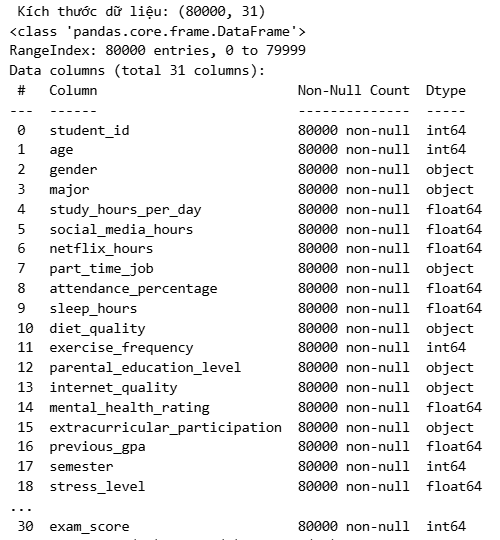 Kích thước dữ liệu: (80000, 31)
<class 'pandas.core.frame.DataFrame'>
RangeIndex: 80000 entries, 0 to 79999
Data columns (total 31 columns):
 #   Column                         Non-Null Count  Dtype
---  ------                         --------------  -----
 0   student_id                     80000 non-null  int64
 1   age                            80000 non-null  int64
 2   gender                         80000 non-null  object
 3   major                          80000 non-null  object
 4   study_hours_per_day            80000 non-null  float64
 5   social_media_hours             80000 non-null  float64
 6   netflix_hours                  80000 non-null  float64
 7   part_time_job                  80000 non-null  object
 8   attendance_percentage          80000 non-null  float64
 9   sleep_hours                    80000 non-null  float64
 10  diet_quality                   80000 non-null  object
 11  exercise_frequency             80000 non-null  int64
 12  parental_education_level       80000 non-null  object
 13  internet_quality               80000 non-null  object
 14  mental_health_rating           80000 non-null  float64
 15  extracurricular_participation  80000 non-null  object
 16  previous_gpa                   80000 non-null  float64
 17  semester                       80000 non-null  int64
 18  stress_level                   80000 non-null  float64
...
 30  exam_score                     80000 non-null  int64